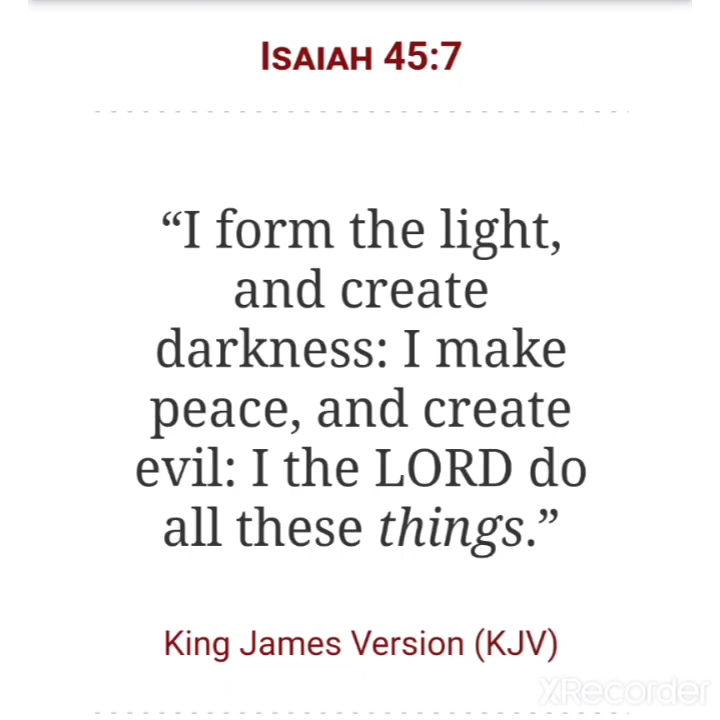 ISAIAH 45:7
“I form the light,
and create
darkness: I make
peace, and create
evil: I the LORD do
all these things.”
King James Version (KJV)
XRecorder